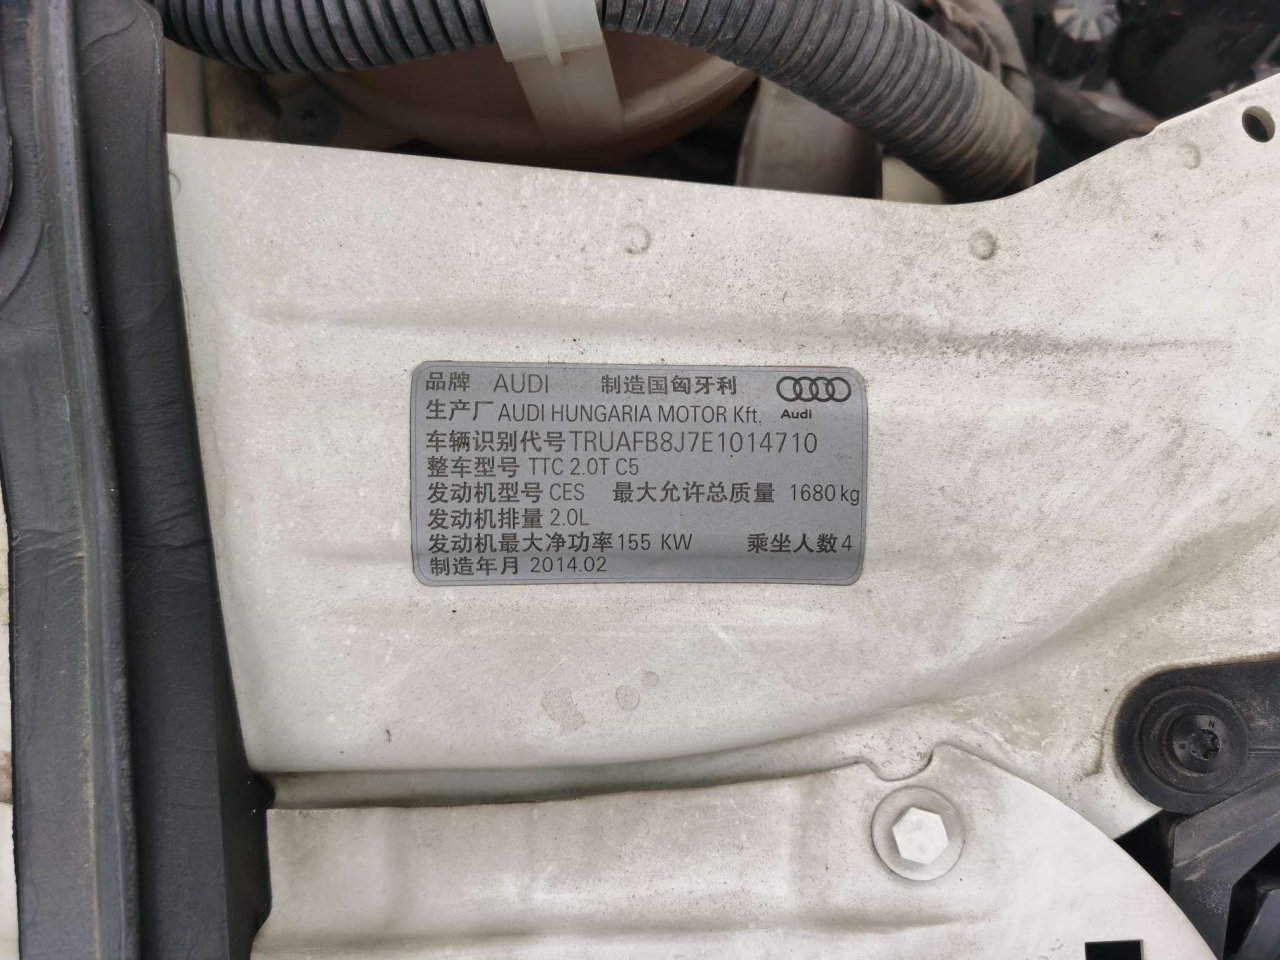 品牌 AUDI 制造国匈牙利
生产厂 AUDI HUNGARIA MOTOR Kft. Audi
车辆识别代号 TRUAFB8J7E1014710
整车型号 TTC 2.0T C5
发动机型号 CES 最大允许总质量 1680 kg
发动机排量 2.0L
发动机最大净功率 155 KW 乘坐人数 4
制造年月 2014.02